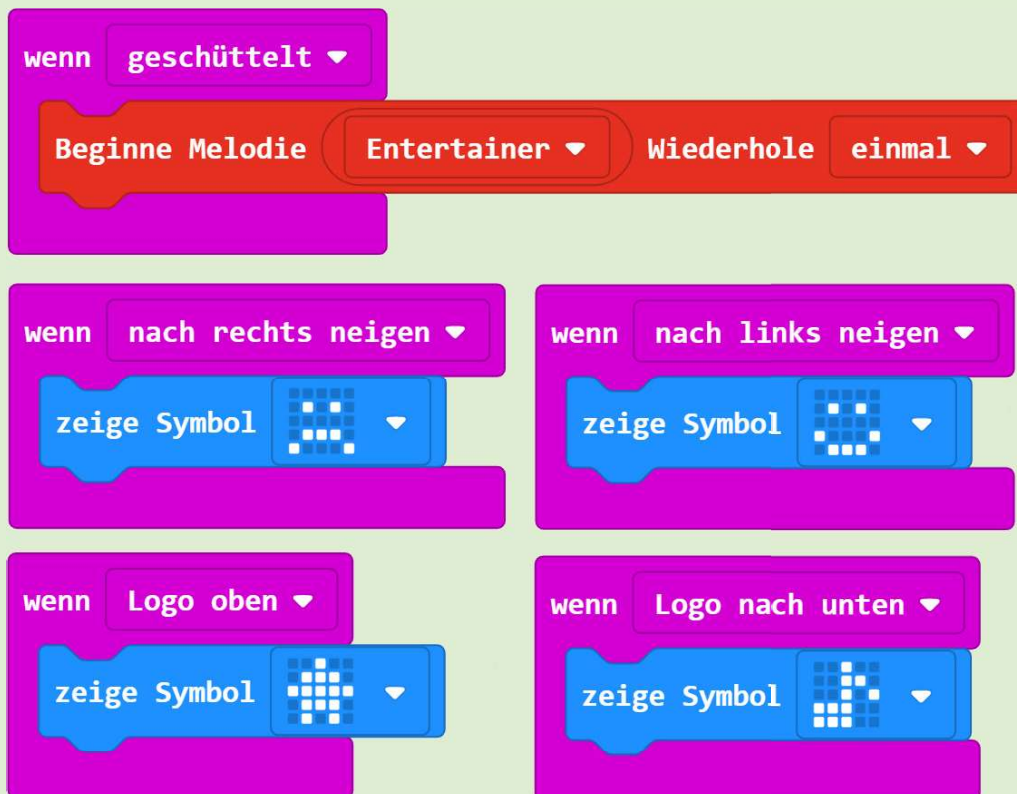 wenn geschüttelt
Beginne Melodie Entertainer Wiederhole einmal
wenn nach rechts neigen
zeige Symbol
wenn nach links neigen
zeige Symbol
wenn Logo oben
zeige Symbol
wenn Logo nach unten
zeige Symbol